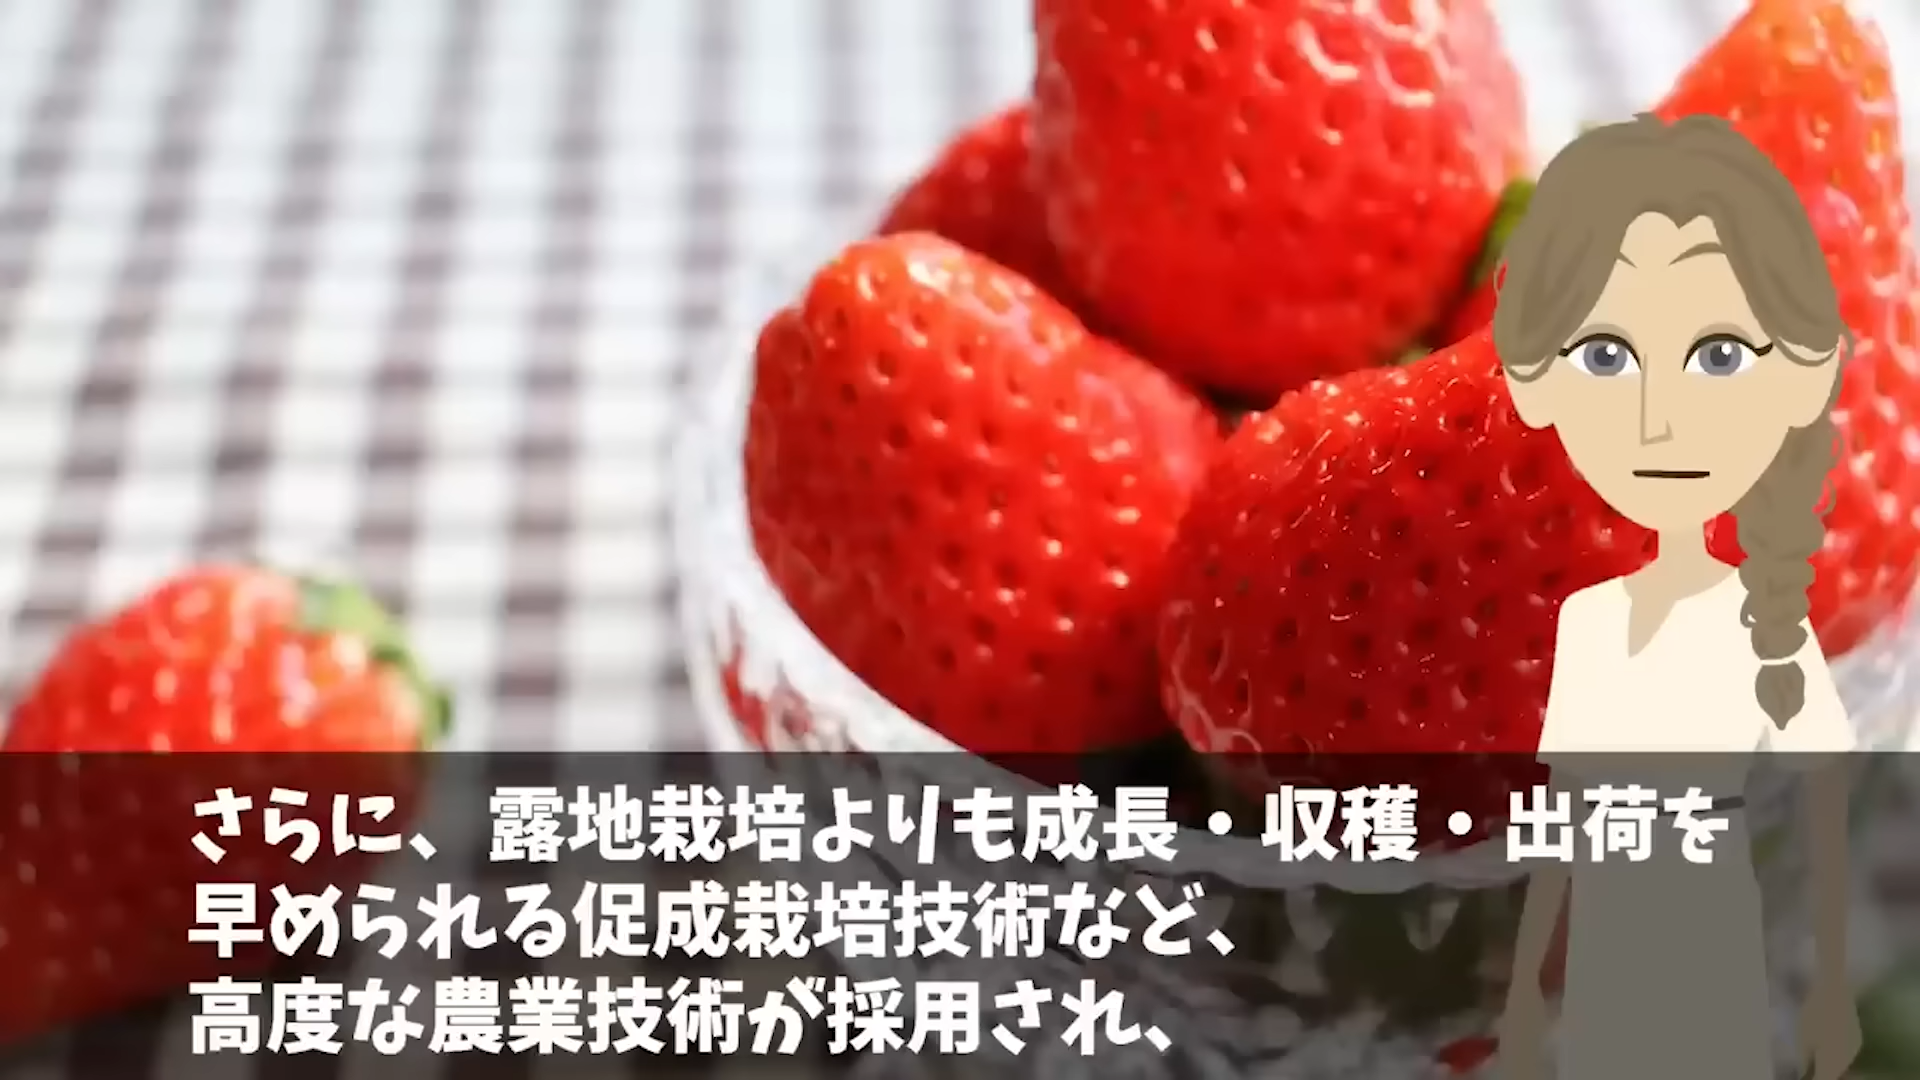 さらに、露地栽培よりも成長・収穫・出荷を
早められる促成栽培技術など、
高度な農業技術が採用され、